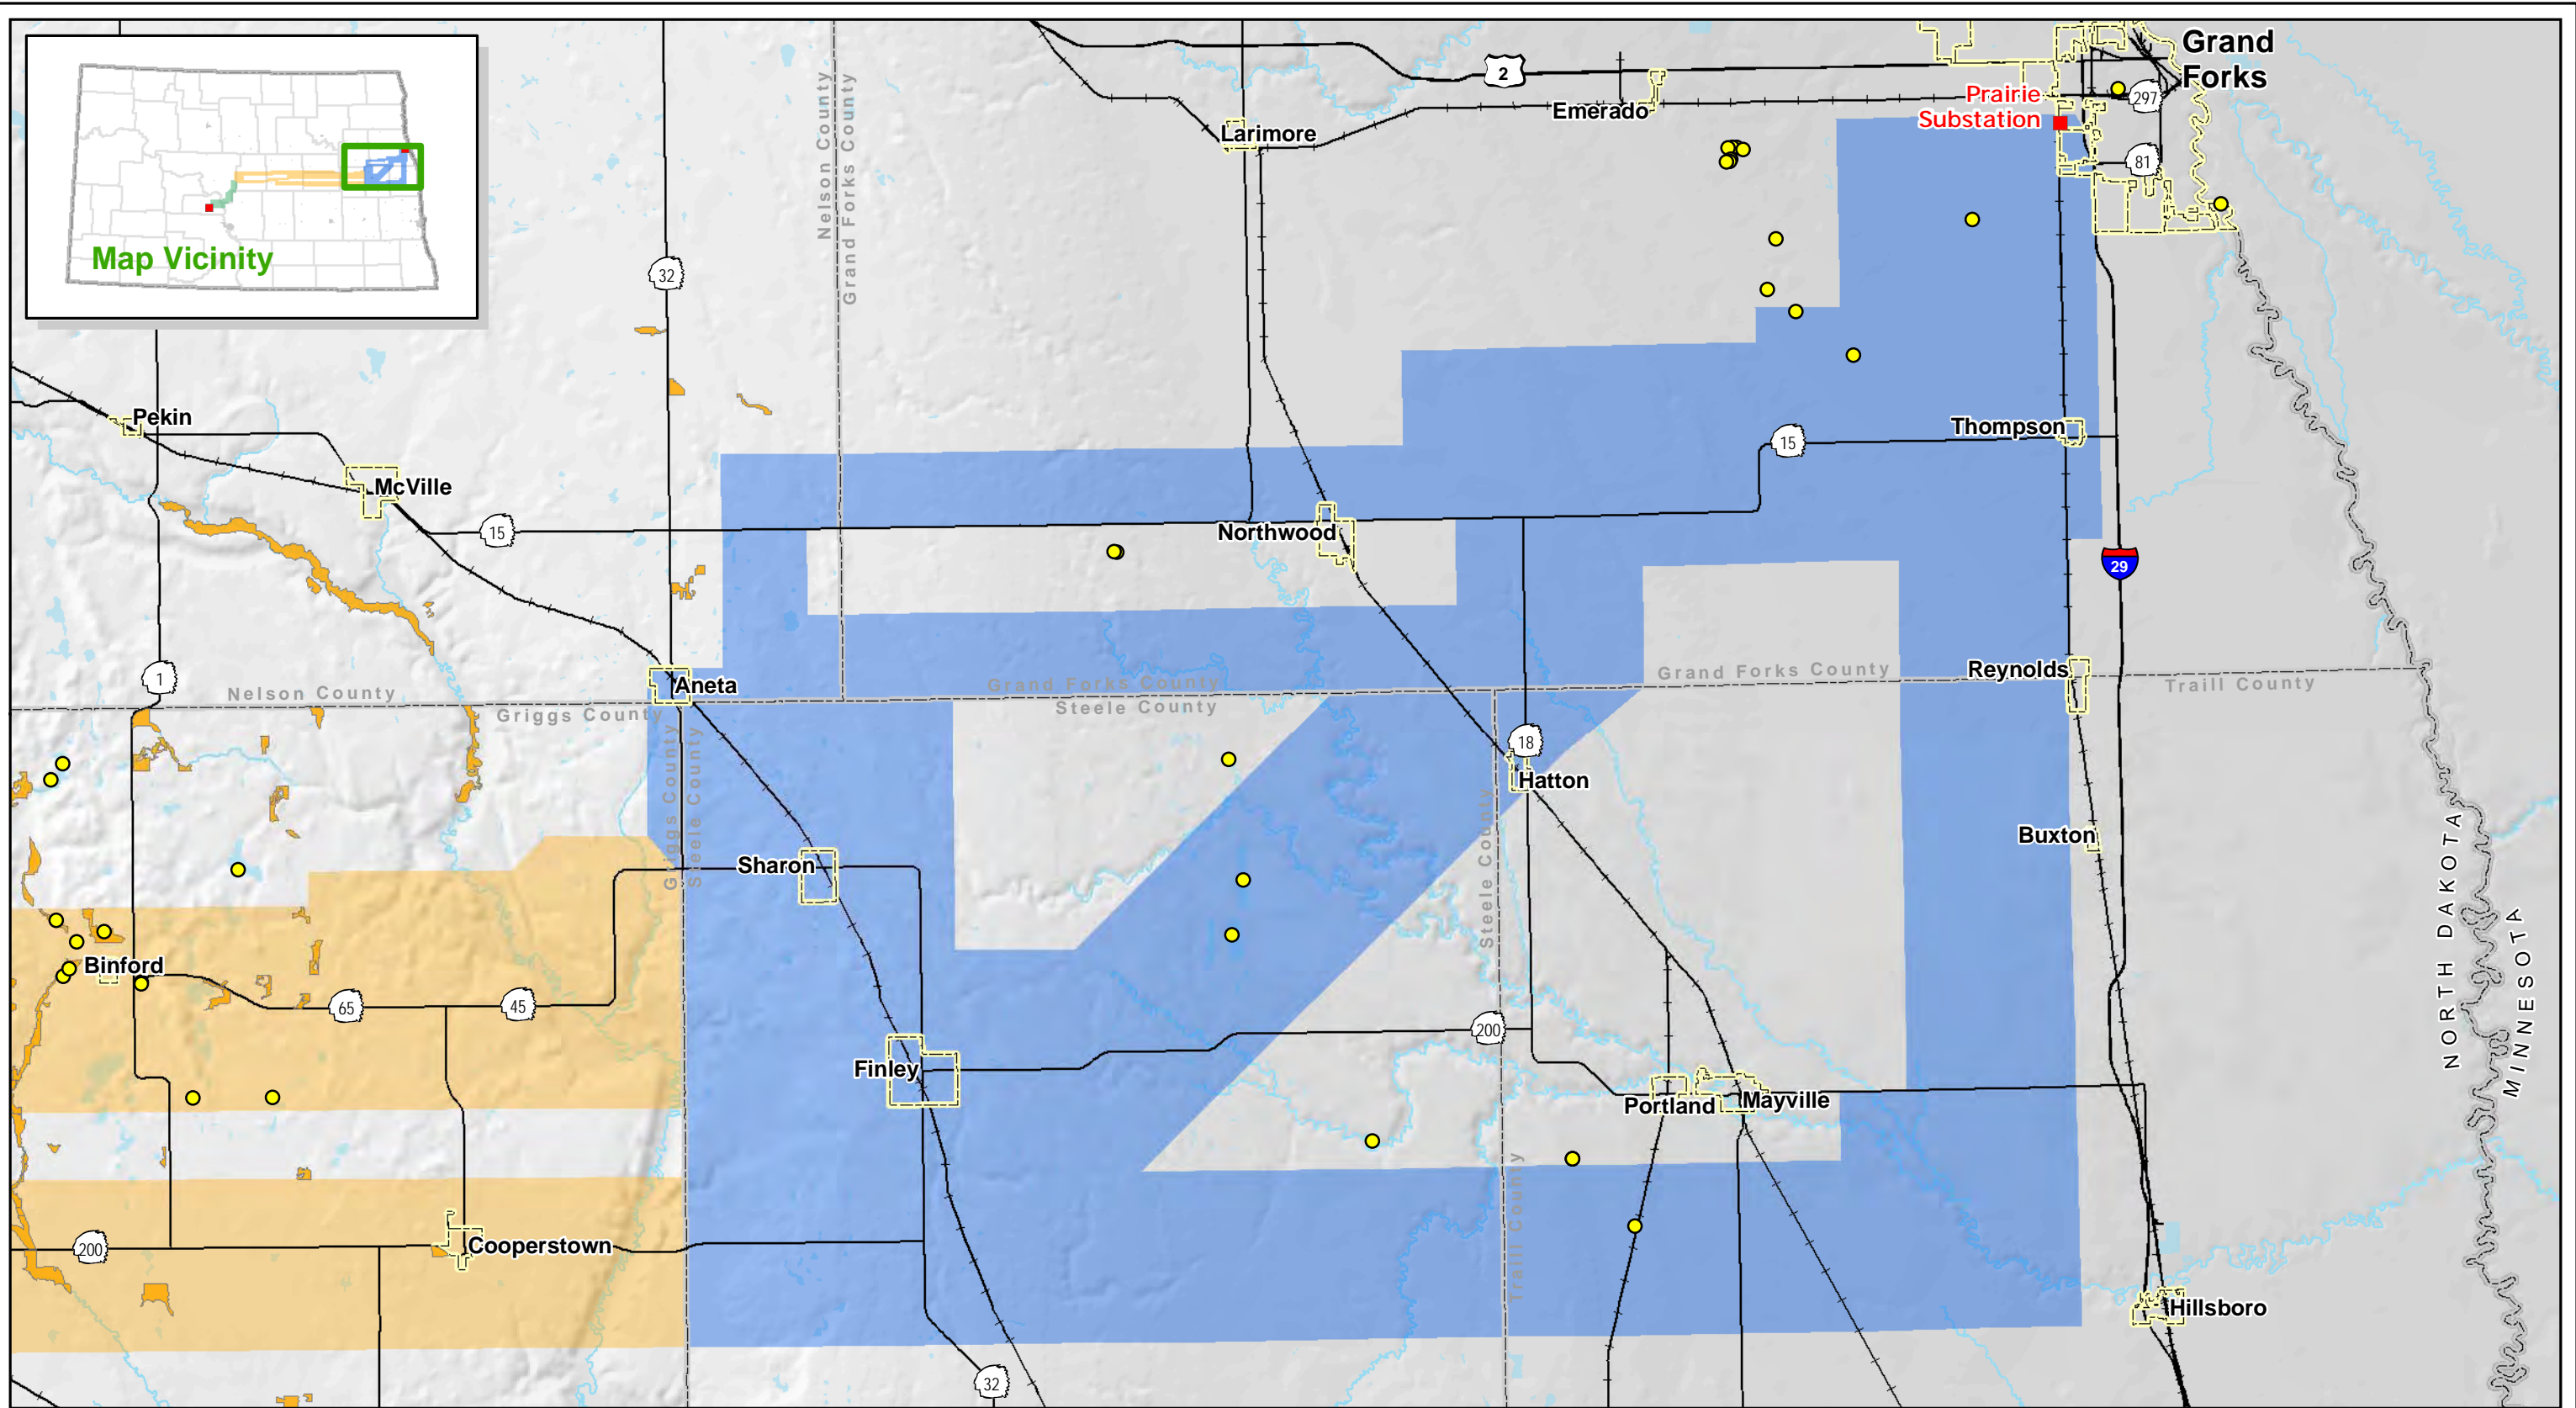 Map Vicinity
Grand
Forks
2
Emerado
Prairie
Substation
297
81
Larimore
Nelson County
Grand Forks County
32
Pekin
McVille
15
Thompson
15
Northwood
29
1
Nelson County
Griggs County
Aneta
Grand Forks County
Steele County
Grand Forks County
Reynolds
Traill County
18
Hatton
Griggs County
Steele County
Steele County
Buxton
Sharon
NORTH DAKOTA
MINNESOTA
Binford
65
45
200
Finley
Portland
Mayville
Traill County
200
Cooperstown
Hillsboro
32